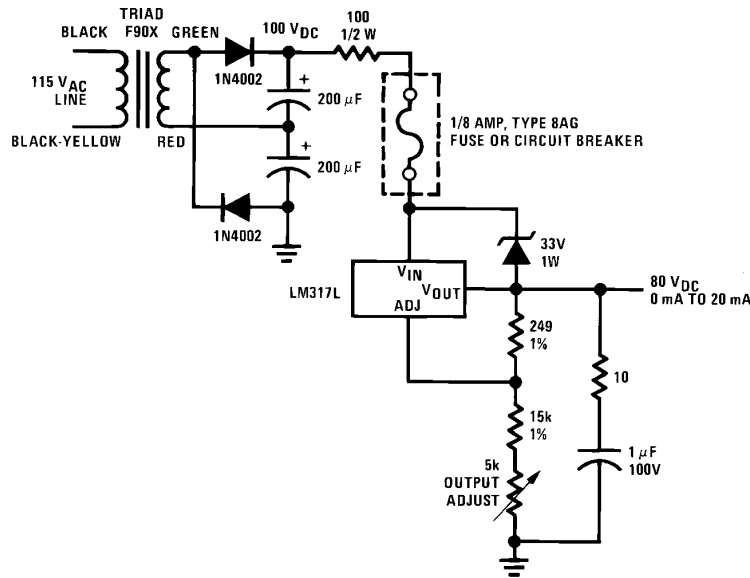 BLACK
TRIAD
F90X
GREEN
115 VAC
LINE
BLACK-YELLOW
RED
1N4002
100 VDC
+
200 μF
+
200 μF
1N4002
100
1/2 W
1/8 AMP, TYPE 8AG
FUSE OR CIRCUIT BREAKER
33V
1W
LM317L
VIN
VOUT
ADJ
80 VDC
0 mA TO 20 mA
249
1%
10
15k
1%
1 μF
100V
5k
OUTPUT
ADJUST